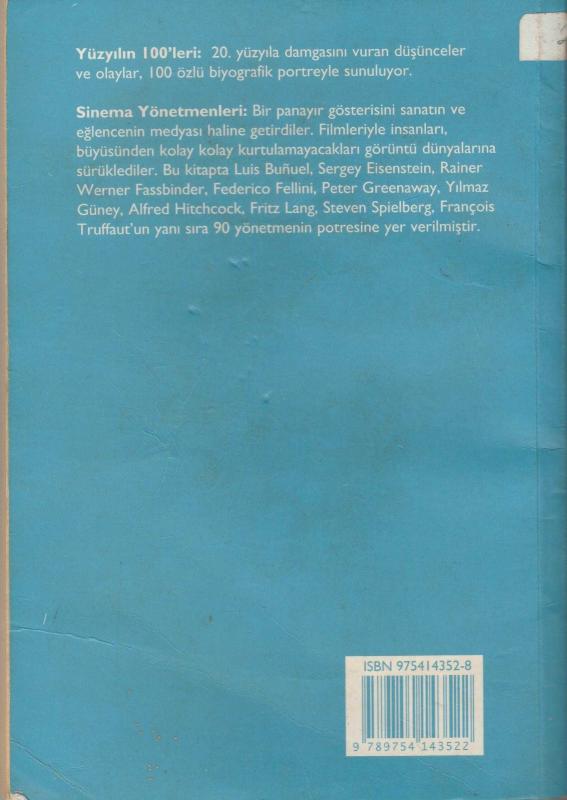 Yüzyılın 100'leri: 20. yüzyıla damgasını vuran düşünceler
ve olaylar, 100 özlü biyografik portreyle sunuluyor.
Sinema Yönetmenleri: Bir panayır gösterisini sanatın ve
eğlencenin medyası haline getirdiler. Filmleriyle insanları,
büyüsünden kolay kolay kurtulamayacakları görüntü dünyalarına
sürüklediler. Bu kitapta Luis Buñuel, Sergey Eisenstein, Rainer
Werner Fassbinder, Federico Fellini, Peter Greenaway, Yılmaz
Güney, Alfred Hitchcock, Fritz Lang, Steven Spielberg, François
Truffaut'un yanı sıra 90 yönetmenin potresine yer verilmiştir.
ISBN 975414352-8
9 789754 143522